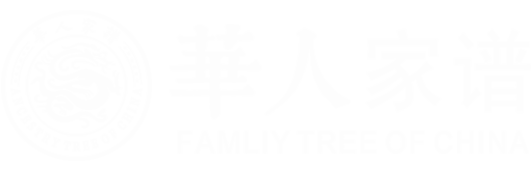 華人家谱
FAMLIY TREE OF CHINA